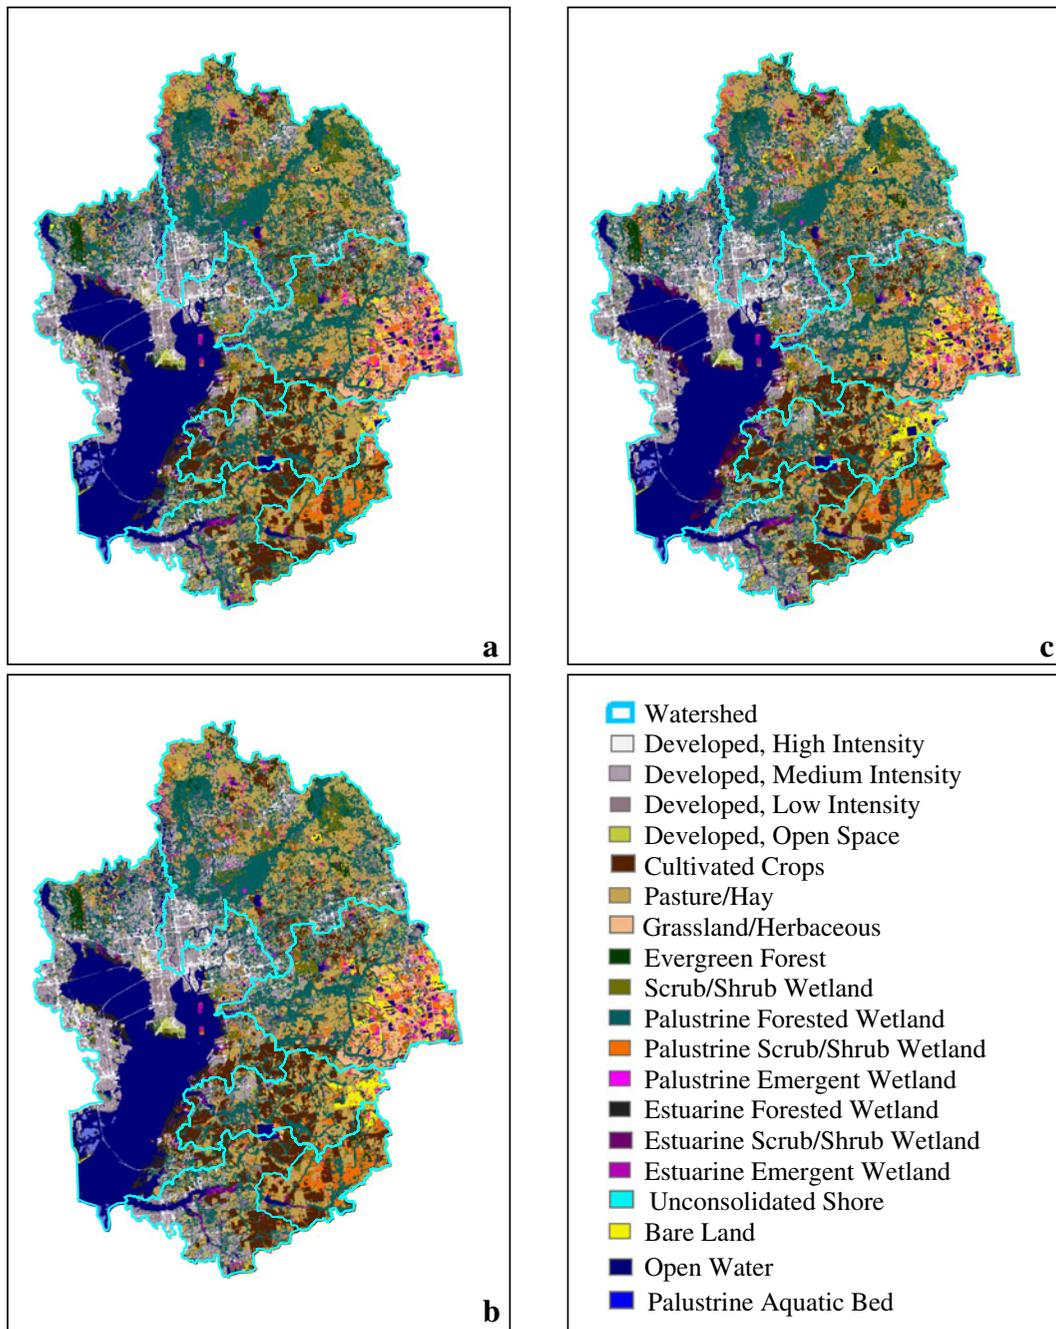 a
c
b
Watershed
Developed, High Intensity
Developed, Medium Intensity
Developed, Low Intensity
Developed, Open Space
Cultivated Crops
Pasture/Hay
Grassland/Herbaceous
Evergreen Forest
Scrub/Shrub Wetland
Palustrine Forested Wetland
Palustrine Scrub/Shrub Wetland
Palustrine Emergent Wetland
Estuarine Forested Wetland
Estuarine Scrub/Shrub Wetland
Estuarine Emergent Wetland
Unconsolidated Shore
Bare Land
Open Water
Palustrine Aquatic Bed